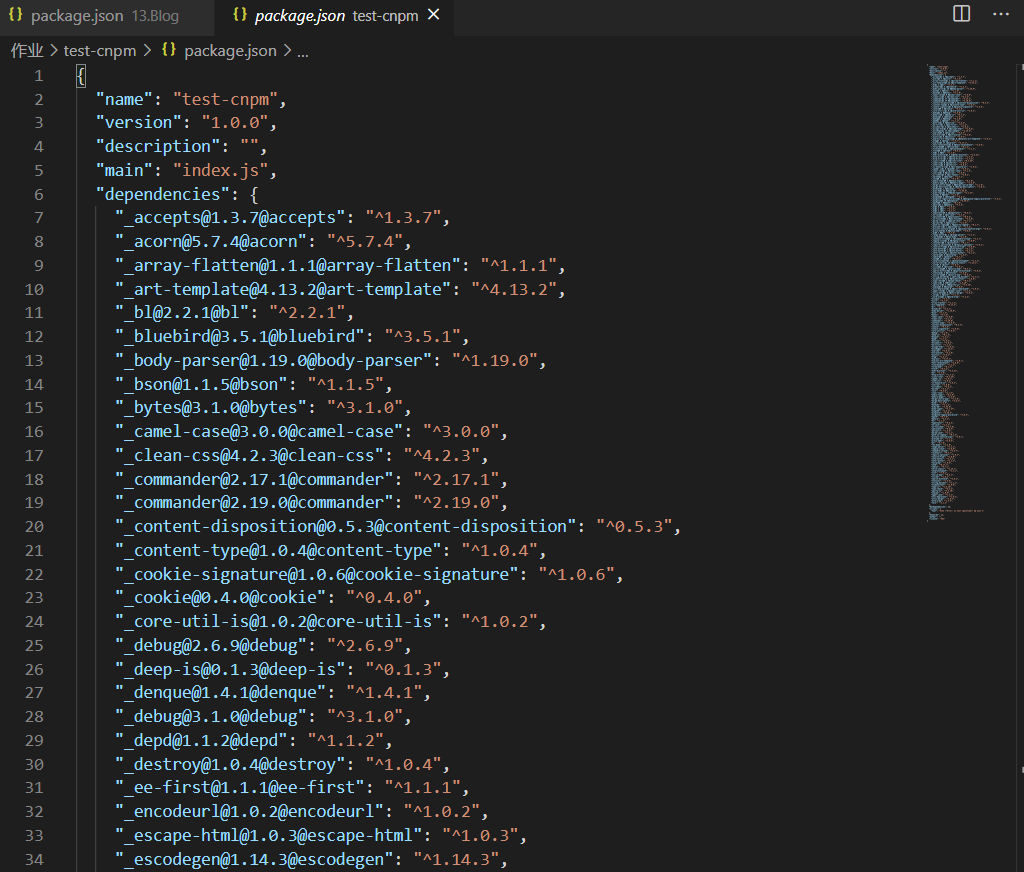 {} package.json 13.Blog {} package.json test-cnpm ×
作业 > test-cnpm > {} package.json > ...
1 {
2 "name": "test-cnpm",
3 "version": "1.0.0",
4 "description": "",
5 "main": "index.js",
6 "dependencies": {
7 "_accepts@1.3.7@accepts": "^1.3.7",
8 "_acorn@5.7.4@acorn": "^5.7.4",
9 "_array-flatten@1.1.1@array-flatten": "^1.1.1",
10 "_art-template@4.13.2@art-template": "^4.13.2",
11 "_bl@2.2.1@bl": "^2.2.1",
12 "_bluebird@3.5.1@bluebird": "^3.5.1",
13 "_body-parser@1.19.0@body-parser": "^1.19.0",
14 "_bson@1.1.5@bson": "^1.1.5",
15 "_bytes@3.1.0@bytes": "^3.1.0",
16 "_camel-case@3.0.0@camel-case": "^3.0.0",
17 "_clean-css@4.2.3@clean-css": "^4.2.3",
18 "_commander@2.17.1@commander": "^2.17.1",
19 "_commander@2.19.0@commander": "^2.19.0",
20 "_content-disposition@0.5.3@content-disposition": "^0.5.3",
21 "_content-type@1.0.4@content-type": "^1.0.4",
22 "_cookie-signature@1.0.6@cookie-signature": "^1.0.6",
23 "_cookie@0.4.0@cookie": "^0.4.0",
24 "_core-util-is@1.0.2@core-util-is": "^1.0.2",
25 "_debug@2.6.9@debug": "^2.6.9",
26 "_deep-is@0.1.3@deep-is": "^0.1.3",
27 "_denque@1.4.1@denque": "^1.4.1",
28 "_debug@3.1.0@debug": "^3.1.0",
29 "_depd@1.1.2@depd": "^1.1.2",
30 "_destroy@1.0.4@destroy": "^1.0.4",
31 "_ee-first@1.1.1@ee-first": "^1.1.1",
32 "_encodeurl@1.0.2@encodeurl": "^1.0.2",
33 "_escape-html@1.0.3@escape-html": "^1.0.3",
34 "_escodegen@1.14.3@escodegen": "^1.14.3",